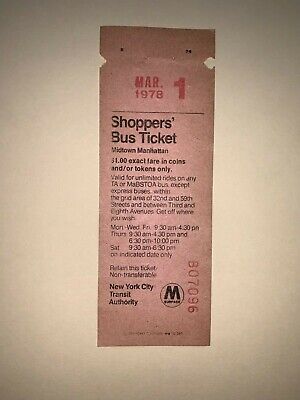 MAR. 1
1978
Shoppers'
Bus Ticket
Midtown Manhattan
$1.00 exact fare in coins
and/or tokens only.
Valid for unlimited rides on any
TA or MaBSTOA bus, except
express buses, within
the grid area of 32nd and 59th
Streets and between Third and
Eighth Avenues. Get off where
you wish.
Mon-Wed Fri. 9:30 am-4:30 pm
Thurs 9:30 am-4:30 pm and
6:30 pm-10:00 pm
Sat 9:30 am-6:30 pm
on indicated date only
Retain this ticket
Non-transferable
New York City
Transit
Authority
M
SURFACE
807096